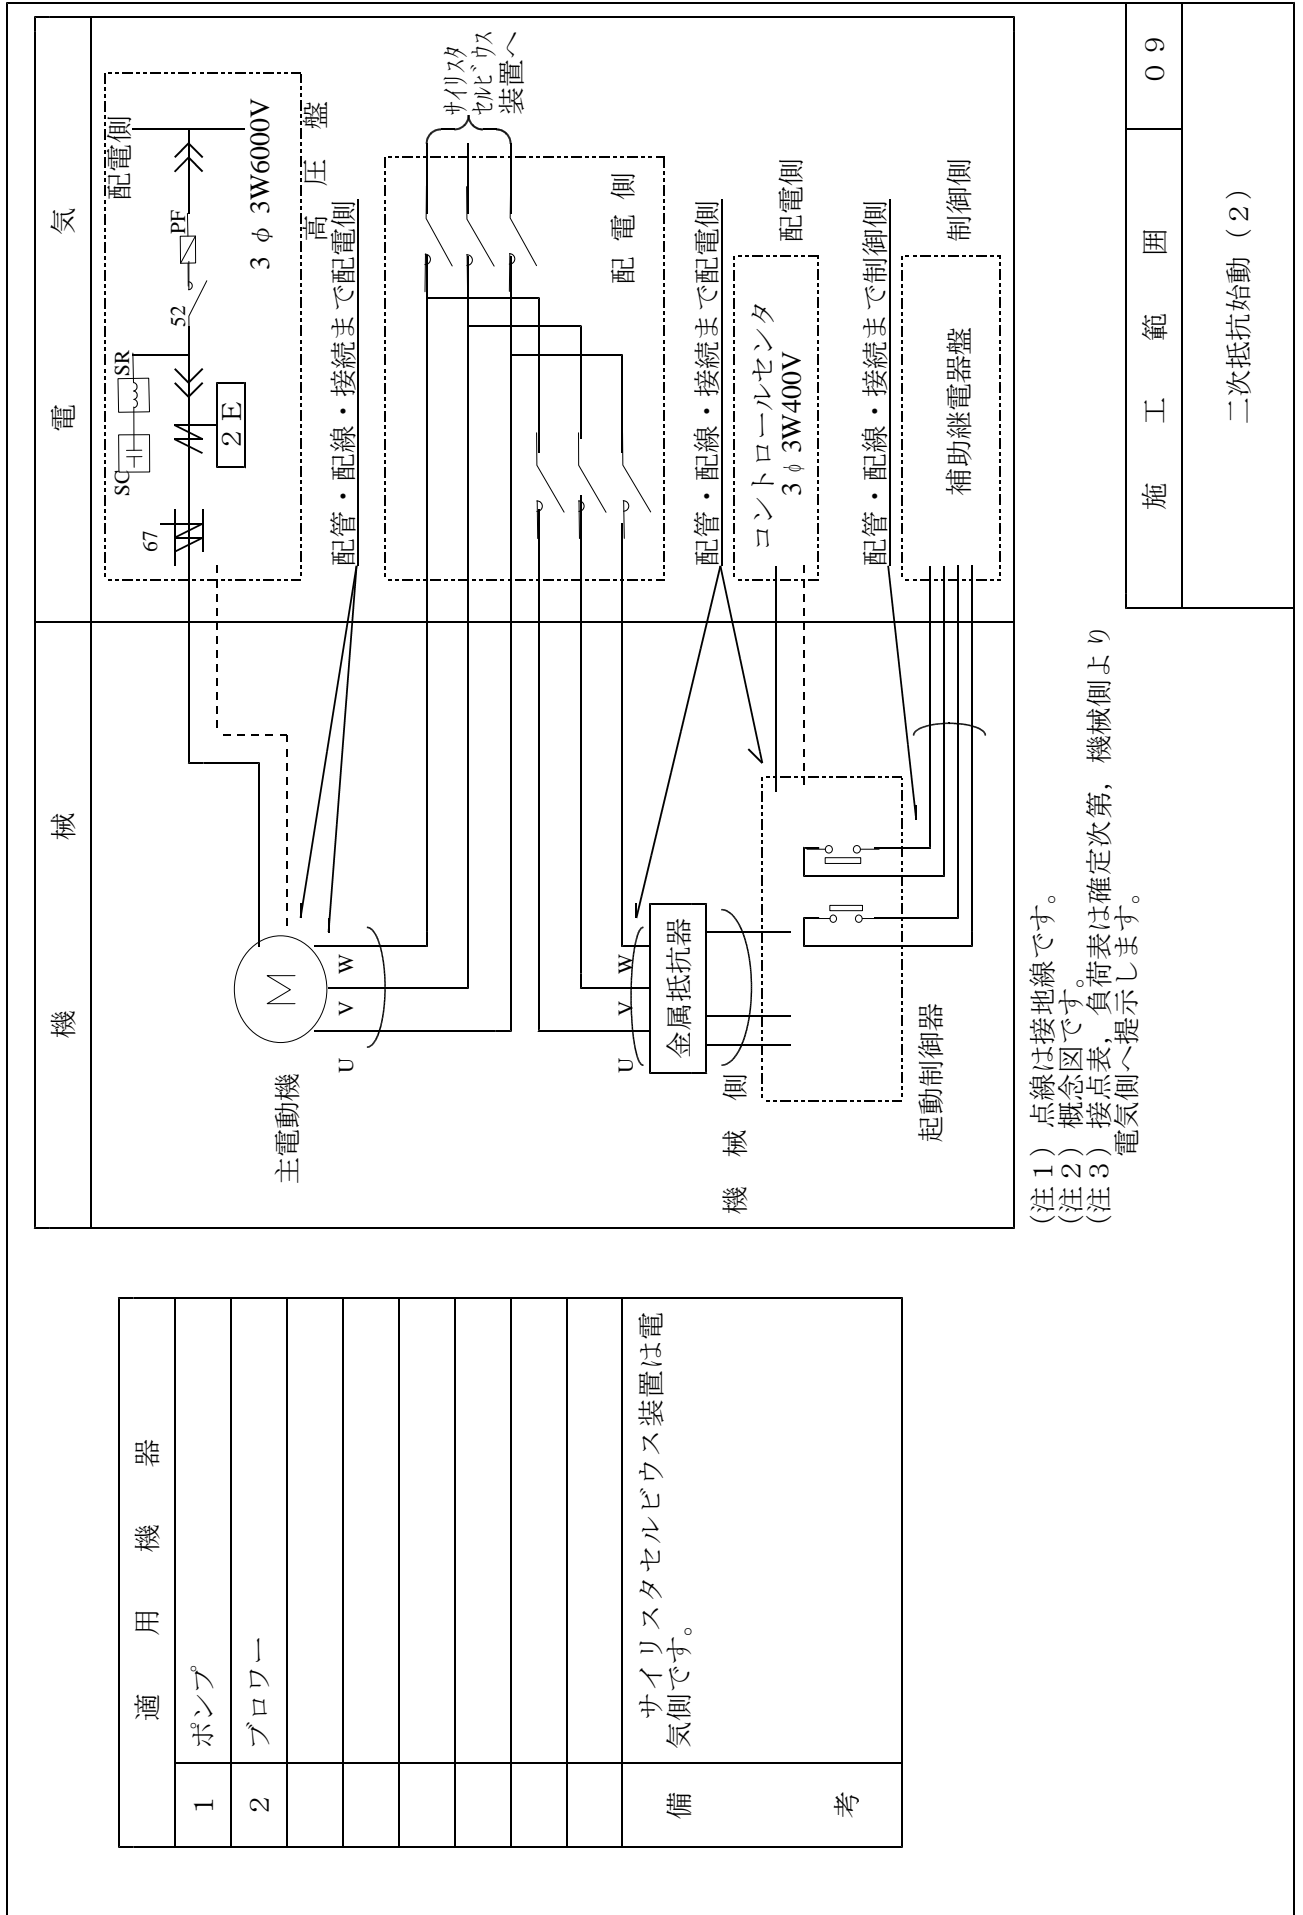 適　用　機　器
1　ポンプ
2　ブロワー
備　考
サイリスタセルビウス装置は電
気側です。
機　械
電　気
配電側
SC
SR
67
52
PF
２Ｅ
3 φ 3W6000V
高　圧　盤
配管・配線・接続まで配電側
主電動機
M
U　V　W
サイリスタ
セルビウス
装置へ
配　電　側
U　V　W
金属抵抗器
機　械　側
配管・配線・接続まで配電側
コントロールセンタ
3 φ 3W400V
配電側
配管・配線・接続まで制御側
補助継電器盤
制御側
起動制御器
（注１）点線は接地線です。
（注２）概念図です。
（注３）接点表，負荷表は確定次第，機械側より
電気側へ提示します。
施　工　範　囲
０９
二次抵抗始動（２）